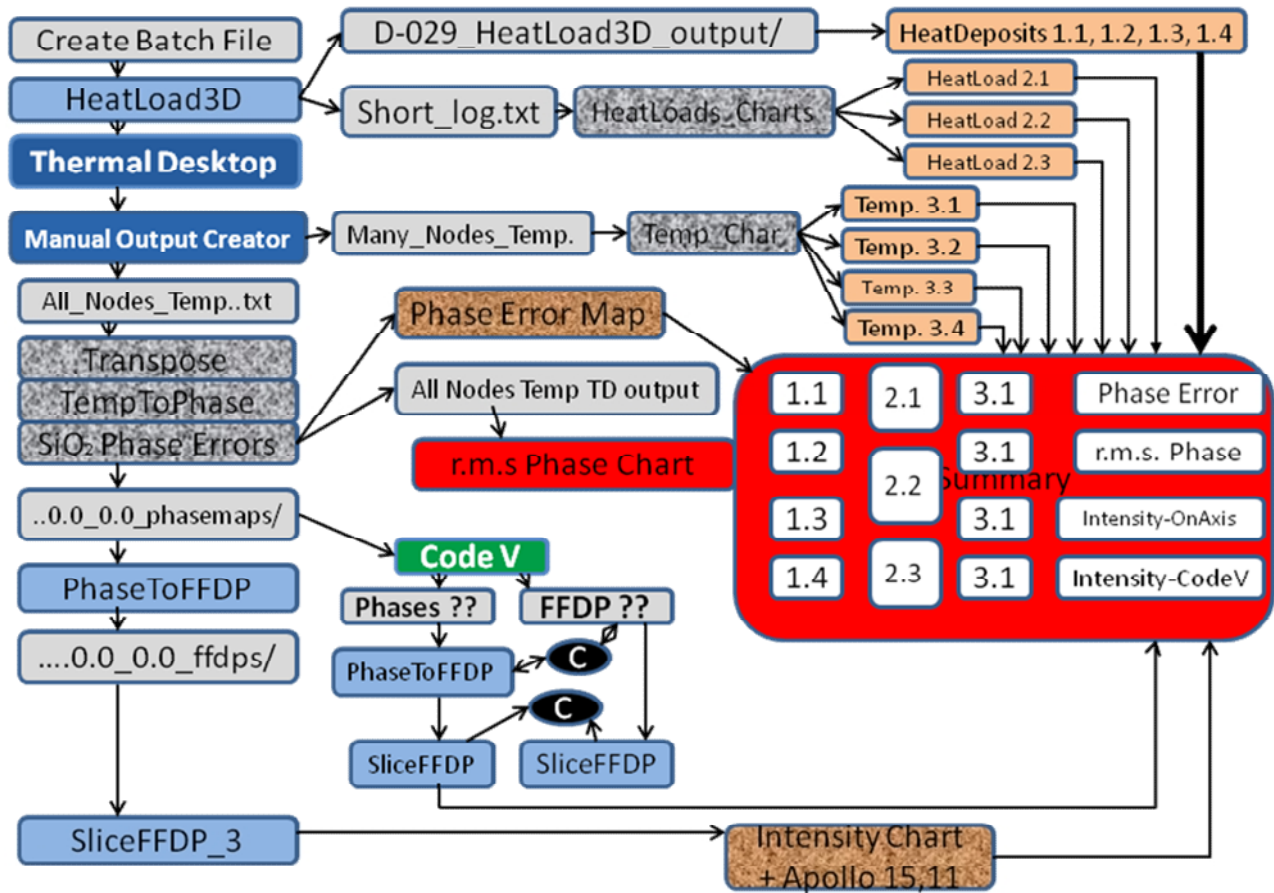 Create Batch File
HeatLoad3D
Thermal Desktop
Manual Output Creator
All_Nodes_Temp..txt
Transpose
TempToPhase
SiO₂ Phase Errors
..0.0_0.0_phasemaps/
PhaseToFFDP
....0.0_0.0_ffdps/
SliceFFDP_3
D-029_HeatLoad3D_output/
HeatDeposits 1.1, 1.2, 1.3, 1.4
Short_log.txt
HeatLoads_Charts
HeatLoad 2.1
HeatLoad 2.2
HeatLoad 2.3
Many_Nodes_Temp.
Temp_Char
Temp. 3.1
Temp. 3.2
Temp. 3.3
Temp. 3.4
Phase Error Map
All Nodes Temp TD output
r.m.s Phase Chart
Code V
Phases ??
FFDP ??
PhaseToFFDP
C
C
SliceFFDP
SliceFFDP
Summary
1.1
2.1
3.1
Phase Error
1.2
3.1
r.m.s. Phase
2.2
1.3
3.1
Intensity-OnAxis
1.4
2.3
3.1
Intensity-CodeV
Intensity Chart
+ Apollo 15,11